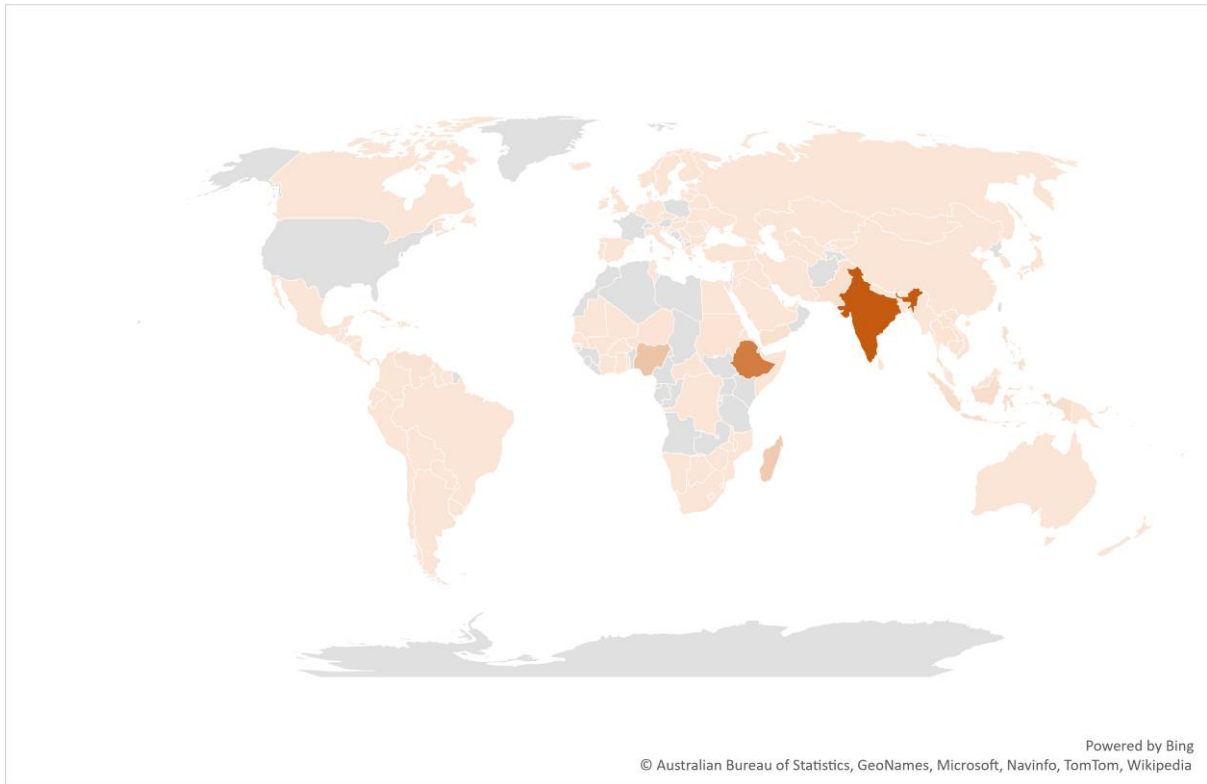 Powered by Bing
© Australian Bureau of Statistics, GeoNames, Microsoft, Navinfo, TomTom, Wikipedia